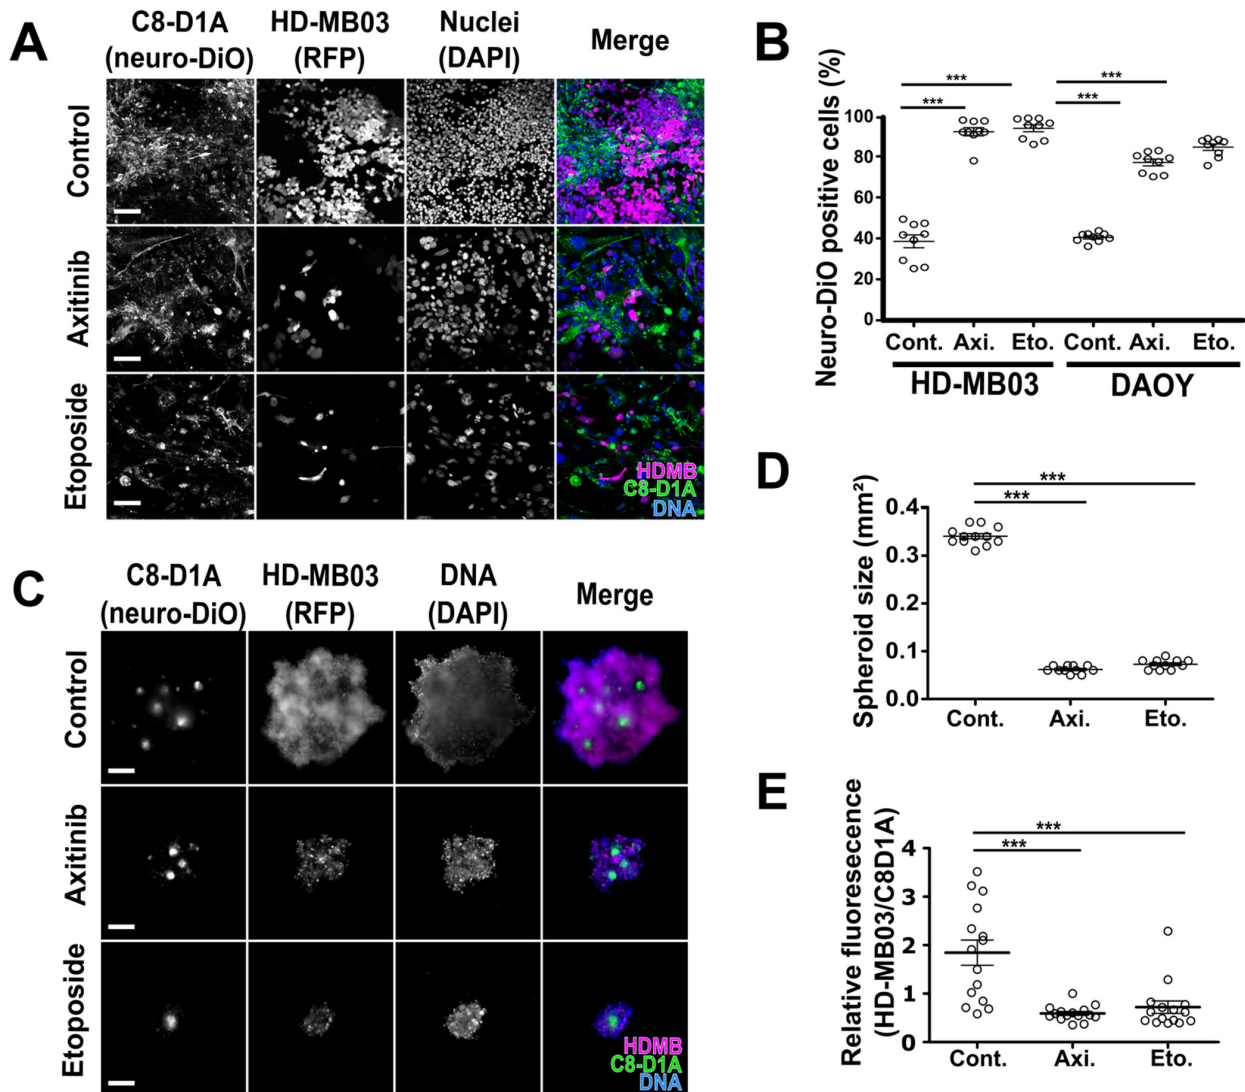 A
C8-D1A
(neuro-DiO)
HD-MB03
(RFP)
Nuclei
(DAPI)
Merge
Control
Axitinib
Etoposide
HDMB
C8-D1A
DNA
B
Neuro-DiO positive cells (%)
***
***
***
***
100
80
60
40
20
0
Cont. Axi. Eto. Cont. Axi. Eto.
HD-MB03 DAOY
C
C8-D1A
(neuro-DiO)
HD-MB03
(RFP)
DNA
(DAPI)
Merge
Control
Axitinib
Etoposide
HDMB
C8-D1A
DNA
D
Spheroid size (mm²)
***
***
0.4
0.3
0.2
0.1
0.0
Cont. Axi. Eto.
E
Relative fluoresecence
(HD-MB03/C8D1A)
***
***
4
3
2
1
0
Cont. Axi. Eto.